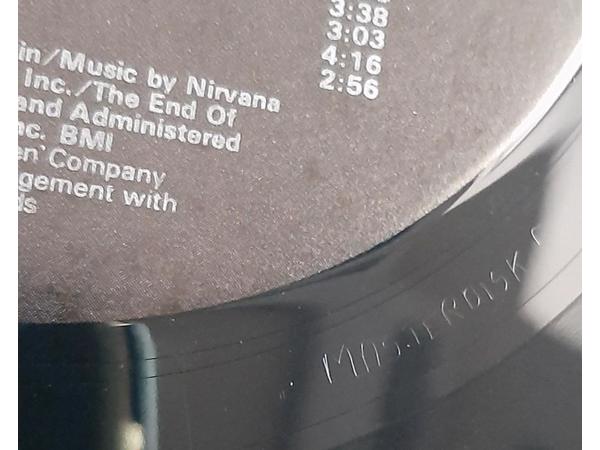 3:38
3:03
4:16
2:56
in/Music by Nirvana
Inc./The End Of
and Administered
nc. BMI
en Company
gement with
ds
MASTERDISK